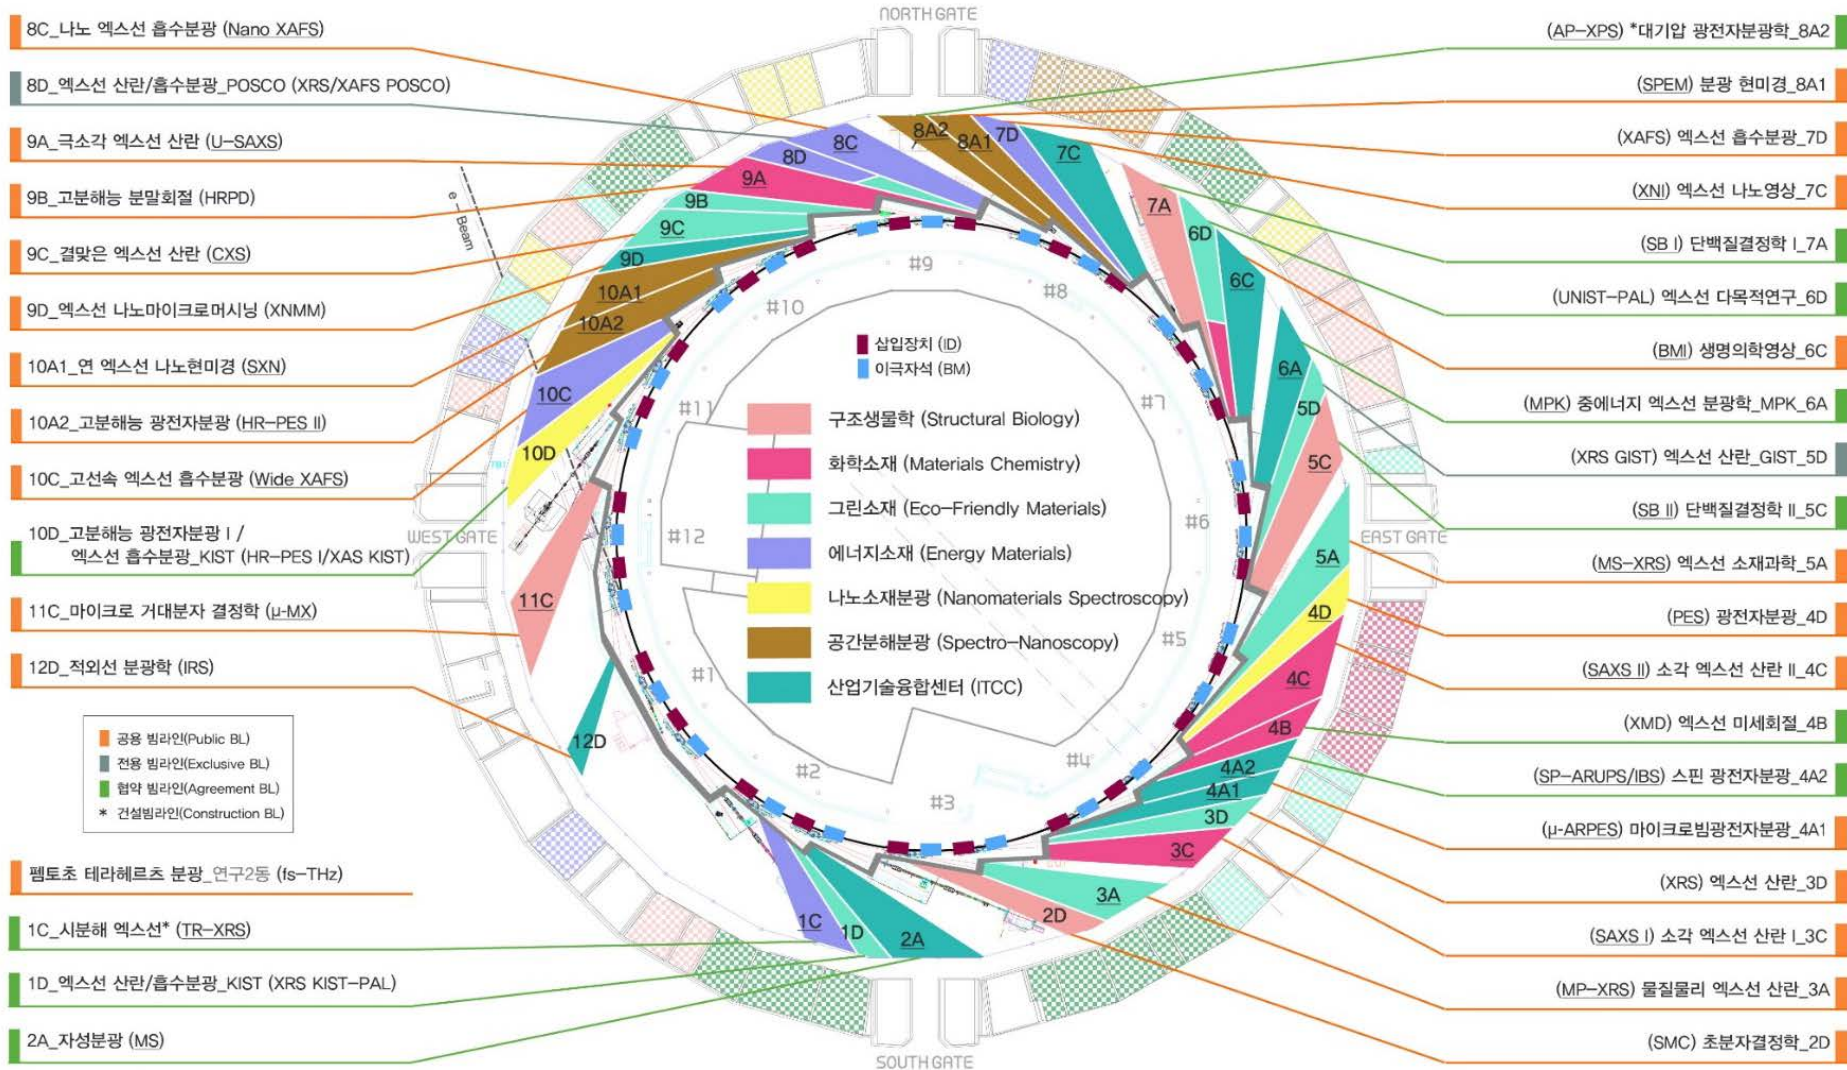 NORTH GATE
8C_나노 엑스선 흡수분광 (Nano XAFS)
8D_엑스선 산란/흡수분광_POSCO (XRS/XAFS POSCO)
9A_극소각 엑스선 산란 (U-SAXS)
9B_고분해능 분말회절 (HRPD)
9C_결맞은 엑스선 산란 (CXS)
9D_엑스선 나노마이크로머시닝 (XNMM)
10A1_연 엑스선 나노현미경 (SXN)
10A2_고분해능 광전자분광 (HR-PES II)
10C_고선속 엑스선 흡수분광 (Wide XAFS)
10D_고분해능 광전자분광 I /
엑스선 흡수분광_KIST (HR-PES I/XAS KIST)
11C_마이크로 거대분자 결정학 (μ-MX)
12D_적외선 분광학 (IRS)
공용 빔라인(Public BL)
전용 빔라인(Exclusive BL)
협약 빔라인(Agreement BL)
* 건설빔라인(Construction BL)
펨토초 테라헤르츠 분광_연구2동 (fs-THz)
1C_시분해 엑스선* (TR-XRS)
1D_엑스선 산란/흡수분광_KIST (XRS KIST-PAL)
2A_자성분광 (MS)
e - Beam
WEST GATE
8A2
8A1
7D
7C
8C
8D
9A
9B
9C
9D
10A1
10A2
10C
10D
11C
12D
7A
6D
6C
6A
5D
5C
5A
4D
4C
4B
4A2
4A1
3D
3C
3A
2D
2A
1D
1C
#9
#8
#10
#7
#11
#6
#12
#5
#1
#4
#2
#3
삽입장치 (ID)
이극자석 (BM)
구조생물학 (Structural Biology)
화학소재 (Materials Chemistry)
그린소재 (Eco-Friendly Materials)
에너지소재 (Energy Materials)
나노소재분광 (Nanomaterials Spectroscopy)
공간분해분광 (Spectro-Nanoscopy)
산업기술융합센터 (ITCC)
EAST GATE
SOUTH GATE
(AP-XPS) *대기압 광전자분광학_8A2
(SPEM) 분광 현미경_8A1
(XAFS) 엑스선 흡수분광_7D
(XNI) 엑스선 나노영상_7C
(SB I) 단백질결정학 I_7A
(UNIST-PAL) 엑스선 다목적연구_6D
(BMI) 생명의학영상_6C
(MPK) 중에너지 엑스선 분광학_MPK_6A
(XRS GIST) 엑스선 산란_GIST_5D
(SB II) 단백질결정학 II_5C
(MS-XRS) 엑스선 소재과학_5A
(PES) 광전자분광_4D
(SAXS II) 소각 엑스선 산란 II_4C
(XMD) 엑스선 미세회절_4B
(SP-ARUPS/IBS) 스핀 광전자분광_4A2
(μ-ARPES) 마이크로빔광전자분광_4A1
(XRS) 엑스선 산란_3D
(SAXS I) 소각 엑스선 산란 I_3C
(MP-XRS) 물질물리 엑스선 산란_3A
(SMC) 초분자결정학_2D